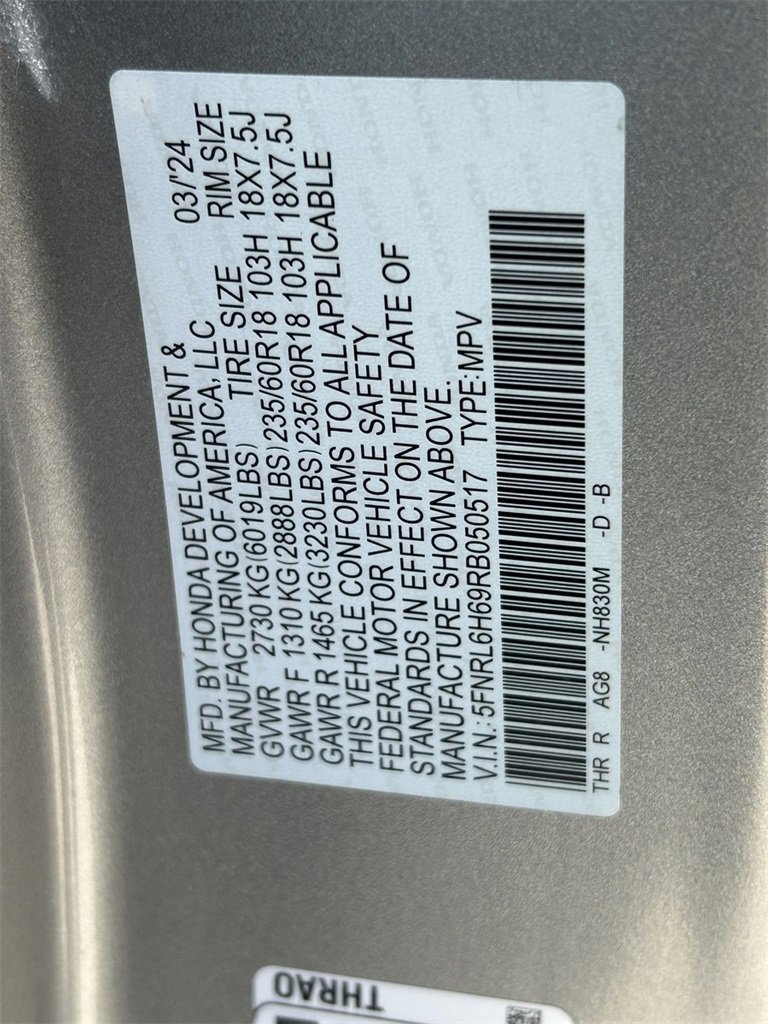 MFD. BY HONDA DEVELOPMENT & 03/'24
MANUFACTURING OF AMERICA, LLC
GVWR 2730 KG(6019LBS) TIRE SIZE RIM SIZE
GAWR F 1310 KG(2888LBS)235/60R18 103H 18X7.5J
GAWR R 1465 KG(3230LBS)235/60R18 103H 18X7.5J
THIS VEHICLE CONFORMS TO ALL APPLICABLE
FEDERAL MOTOR VEHICLE SAFETY
STANDARDS IN EFFECT ON THE DATE OF
MANUFACTURE SHOWN ABOVE.
V.I.N.:5FNRL6H69RB050517 TYPE:MPV
THR R AG8 -NH830M -D -B
THRAO